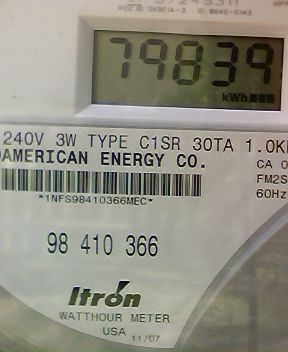 79839
kWh
240V 3W TYPE C1SR 30TA 1.0K
AMERICAN ENERGY CO.
CA 0
FM2S
60Hz
*1NFS98410366MEC*
98 410 366
Itron
WATTHOUR METER
USA 11/07